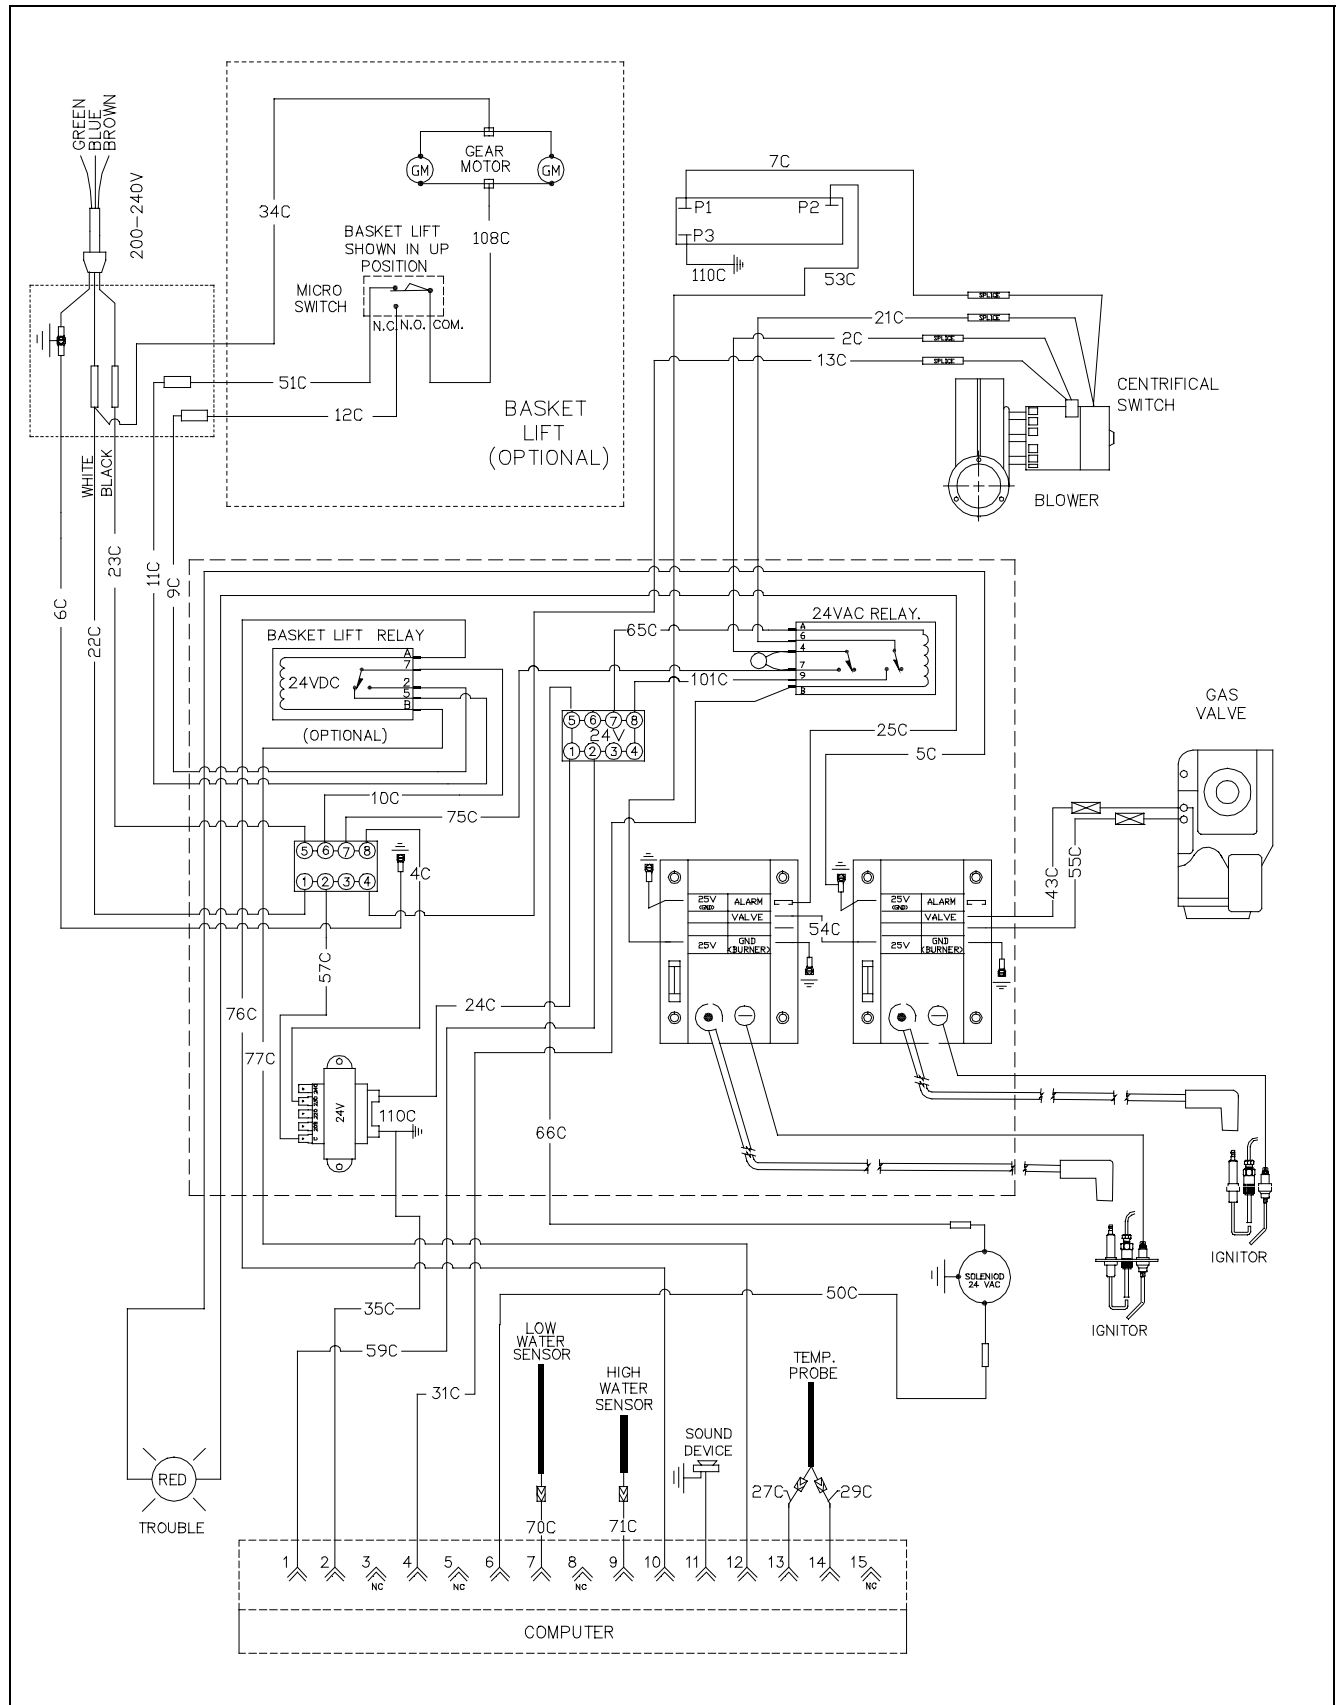 GREEN
BLUE
BROWN
200-240V
34C
GEAR
MOTOR
GM
GM
108C
BASKET LIFT
SHOWN IN UP
POSITION
MICRO
SWITCH
N.C.
N.O.
COM.
51C
12C
BASKET
LIFT
(OPTIONAL)
7C
P1
P2
P3
110C
53C
SPLICE
21C
SPLICE
2C
SPLICE
13C
SPLICE
CENTRIFICAL
SWITCH
BLOWER
WHITE
BLACK
6C
22C
23C
11C
9C
BASKET LIFT RELAY
24VDC
A
7
2
5
B
(OPTIONAL)
65C
24VAC RELAY.
A
6
4
7
9
B
101C
5 6 7 8
24V
1 2 3 4
25C
5C
GAS
VALVE
10C
75C
5 6 7 8
1 2 3 4
4C
25V
(GND)
ALARM
VALVE
25V
GND
<BURNER>
54C
25V
(GND)
ALARM
VALVE
25V
GND
<BURNER>
43C
55C
57C
24C
76C
77C
24V
C
110C
66C
IGNITOR
IGNITOR
SOLENIOD
24 VAC
50C
35C
59C
31C
LOW
WATER
SENSOR
HIGH
WATER
SENSOR
TEMP.
PROBE
SOUND
DEVICE
27C
29C
70C
71C
RED
TROUBLE
1 2 3 4 5 6 7 8 9 10 11 12 13 14 15
NC NC NC NC
COMPUTER